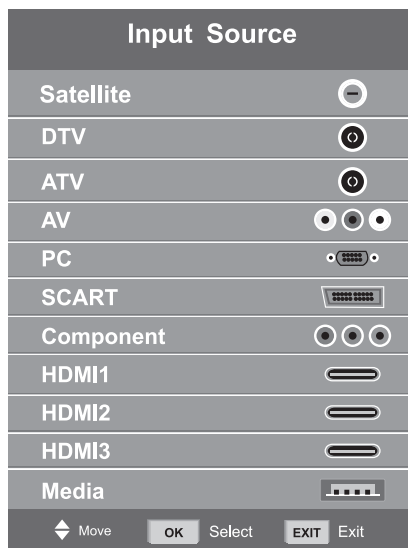 Input Source
Satellite
DTV
ATV
AV
PC
SCART
Component
HDMI1
HDMI2
HDMI3
Media
Move OK Select EXIT Exit